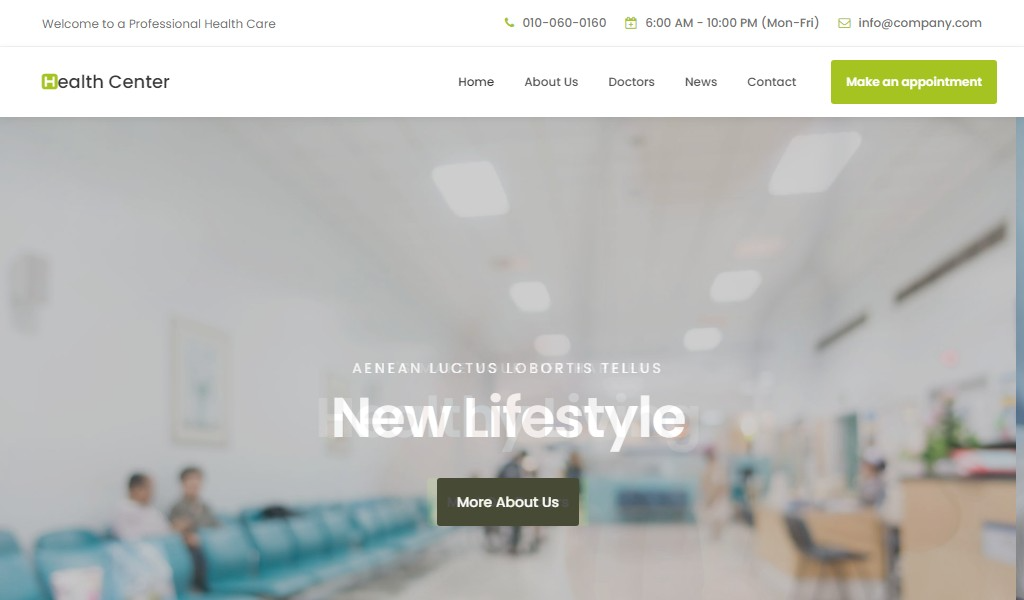 Welcome to a Professional Health Care
010-060-0160
6:00 AM - 10:00 PM (Mon-Fri)
info@company.com
Health Center
Home
About Us
Doctors
News
Contact
Make an appointment
AENEAN LUCTUS LOBORTIS TELLUS
New Lifestyle
More About Us